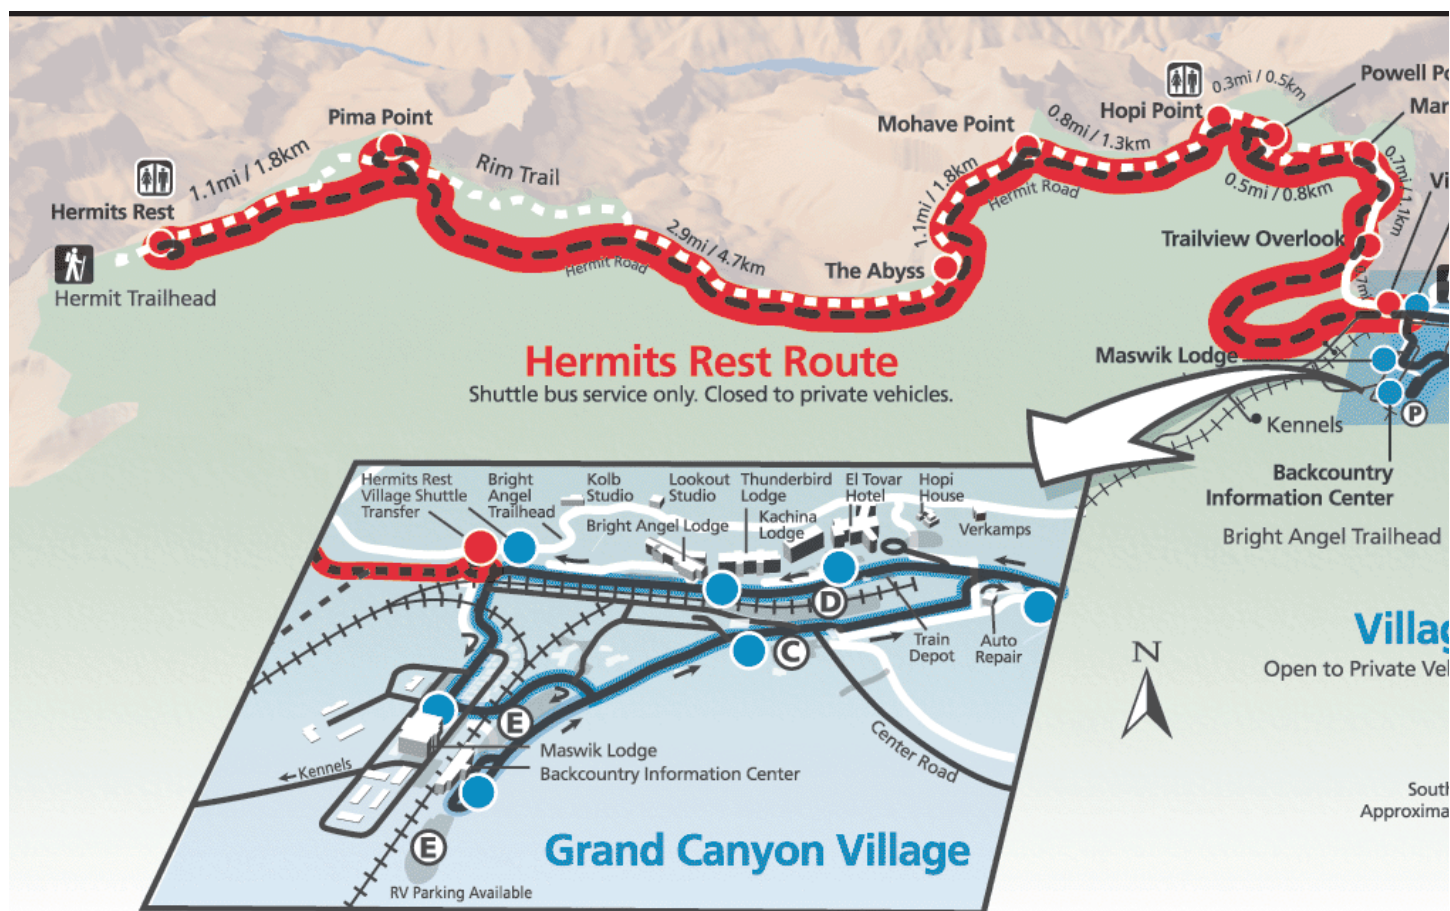 Powell Po
0.3mi / 0.5km
Hopi Point
Mar
Pima Point
Mohave Point
0.8mi / 1.3km
Rim Trail
1.1mi / 1.8km
1.1mi / 1.8km
Hermit Road
0.5mi / 0.8km
0.7mi / 1.1km
Vi
Hermits Rest
Trailview Overlook
2.9mi / 4.7km
Hermit Road
The Abyss
0.7mi
Hermit Trailhead
Hermits Rest Route
Shuttle bus service only. Closed to private vehicles.
Maswik Lodge
P
Kennels
Backcountry
Information Center
Bright Angel Trailhead
Hermits Rest
Village Shuttle
Transfer
Bright
Angel
Trailhead
Kolb
Studio
Lookout
Studio
Thunderbird
Lodge
El Tovar
Hotel
Hopi
House
Bright Angel Lodge
Kachina
Lodge
Verkamps
D
C
Train
Depot
Auto
Repair
E
Maswik Lodge
Backcountry Information Center
Kennels
Center Road
E
RV Parking Available
Grand Canyon Village
N
Villag
Open to Private Veh
South
Approxima